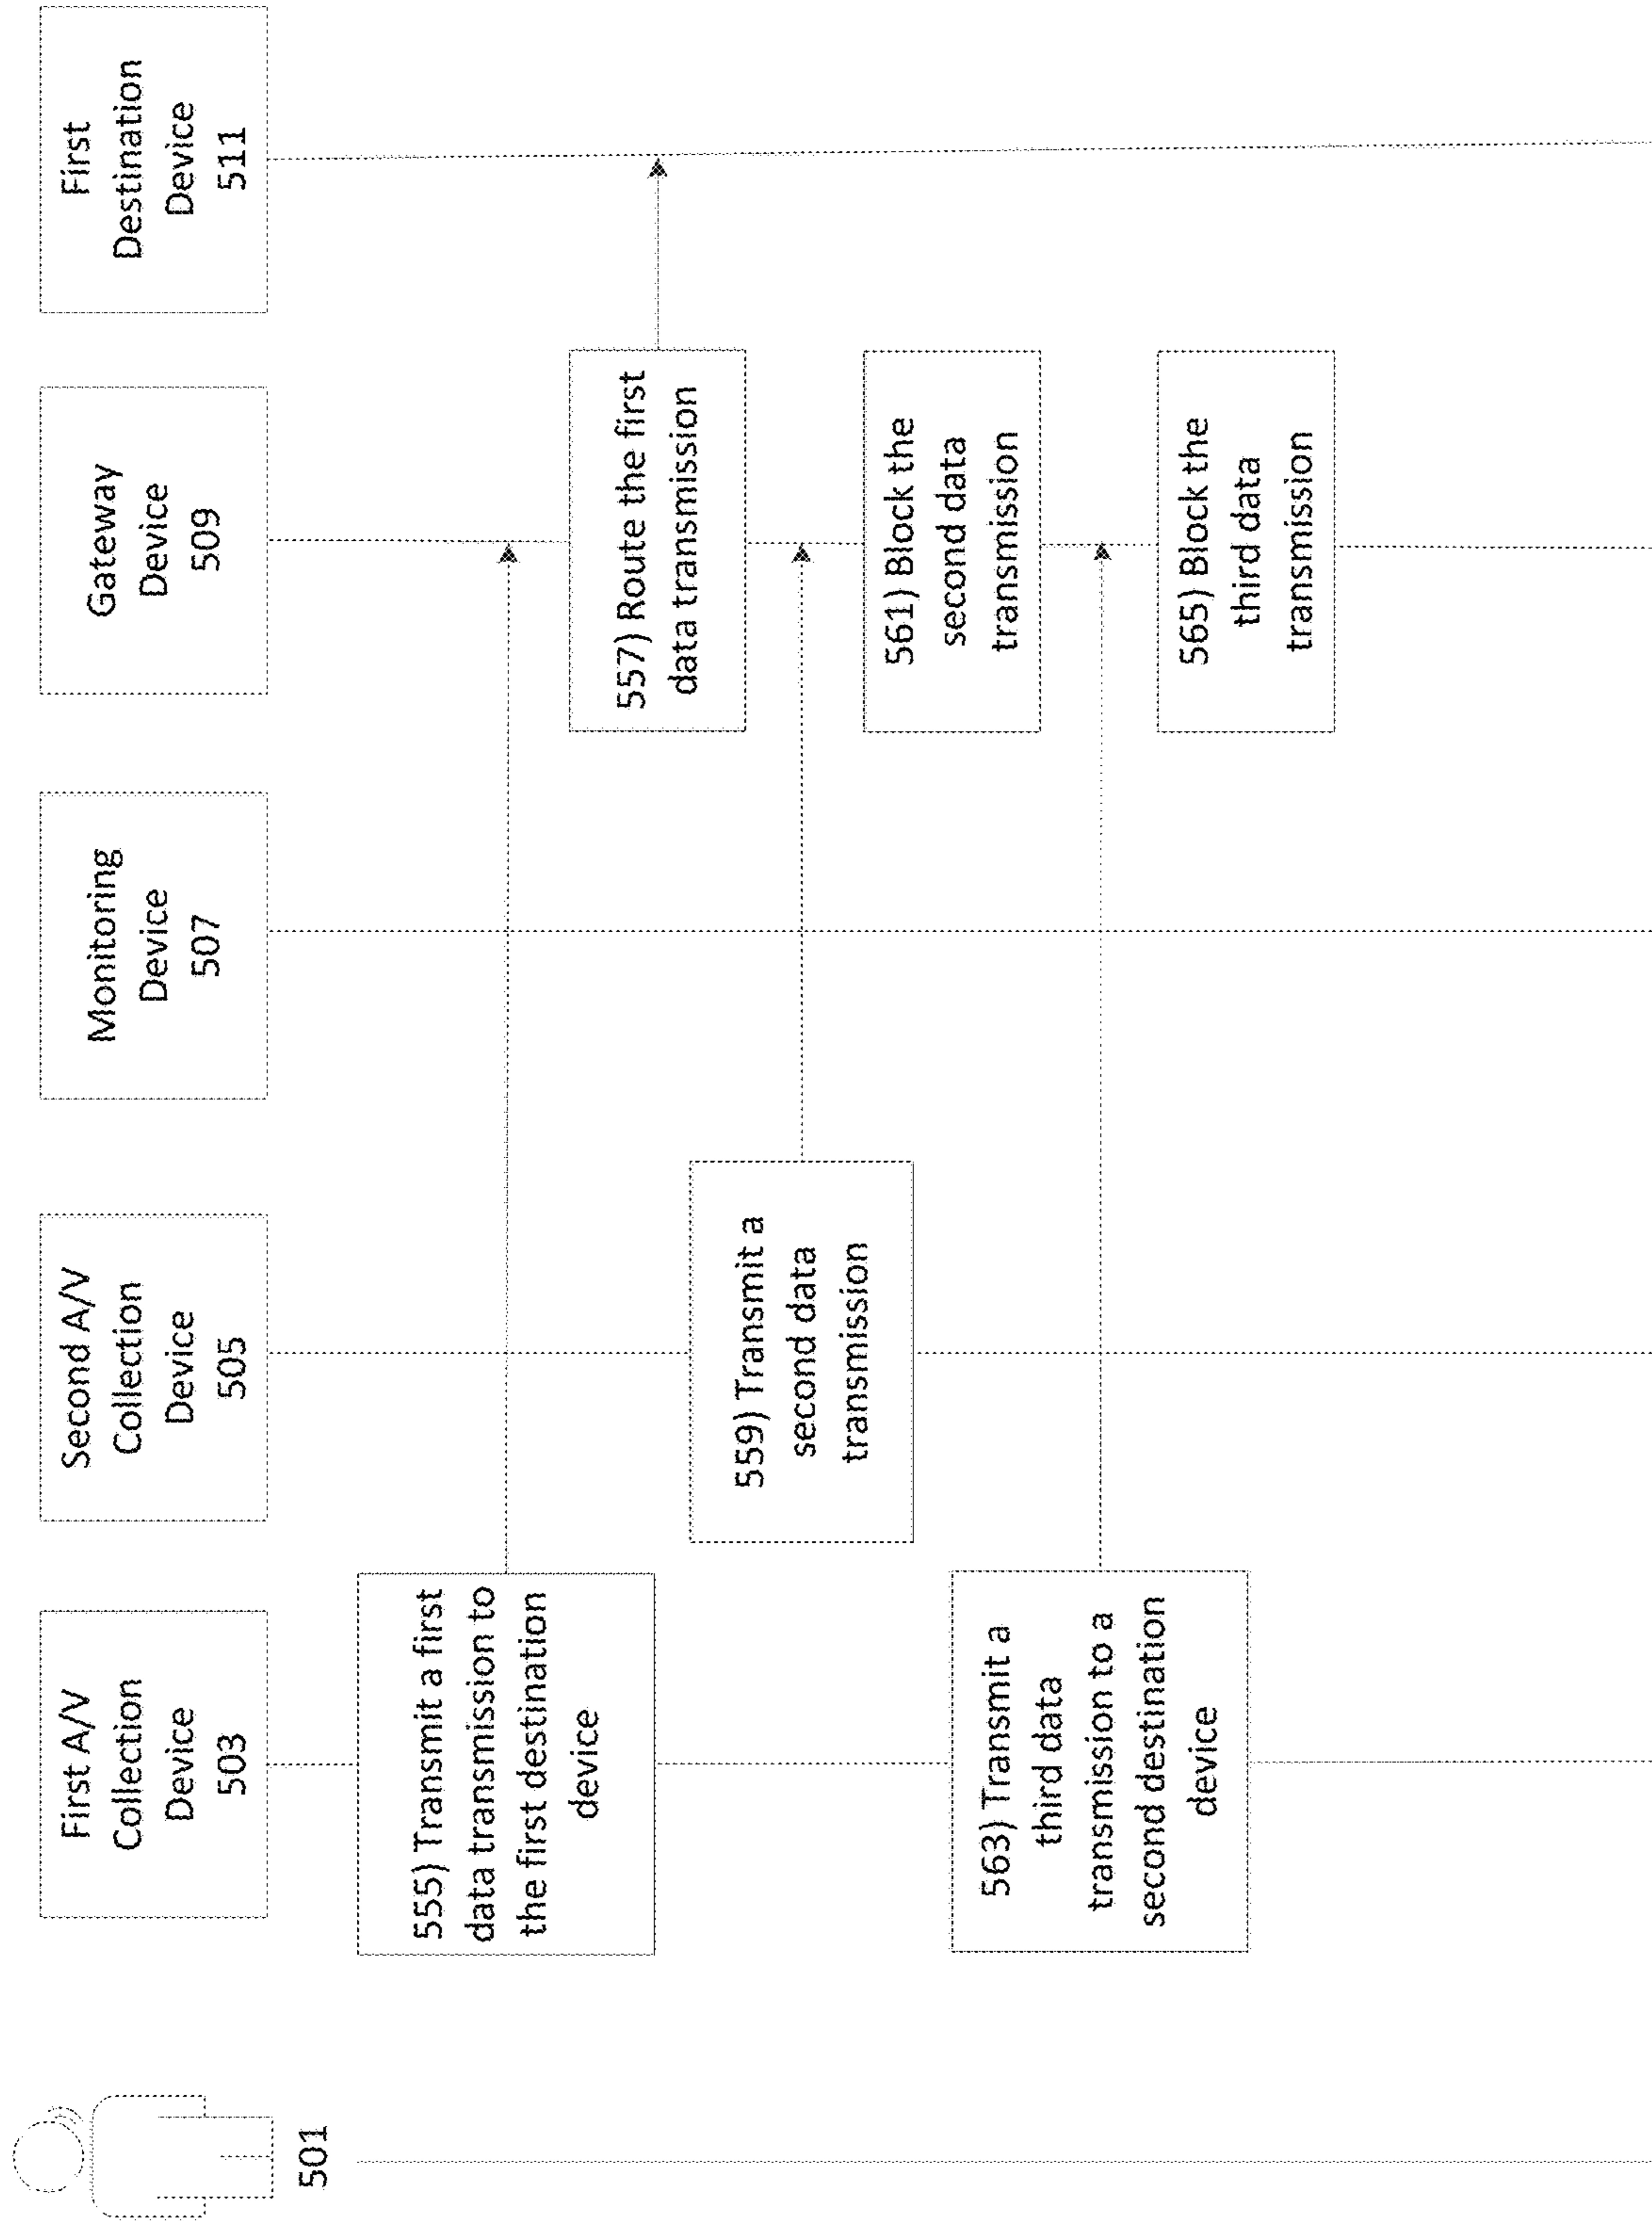 501
First A/V
Collection
Device
503
Second A/V
Collection
Device
505
Monitoring
Device
507
Gateway
Device
509
First
Destination
Device
511
555) Transmit a first
data transmission to
the first destination
device
557) Route the first
data transmission
559) Transmit a
second data
transmission
561) Block the
second data
transmission
563) Transmit a
third data
transmission to a
second destination
device
565) Block the
third data
transmission